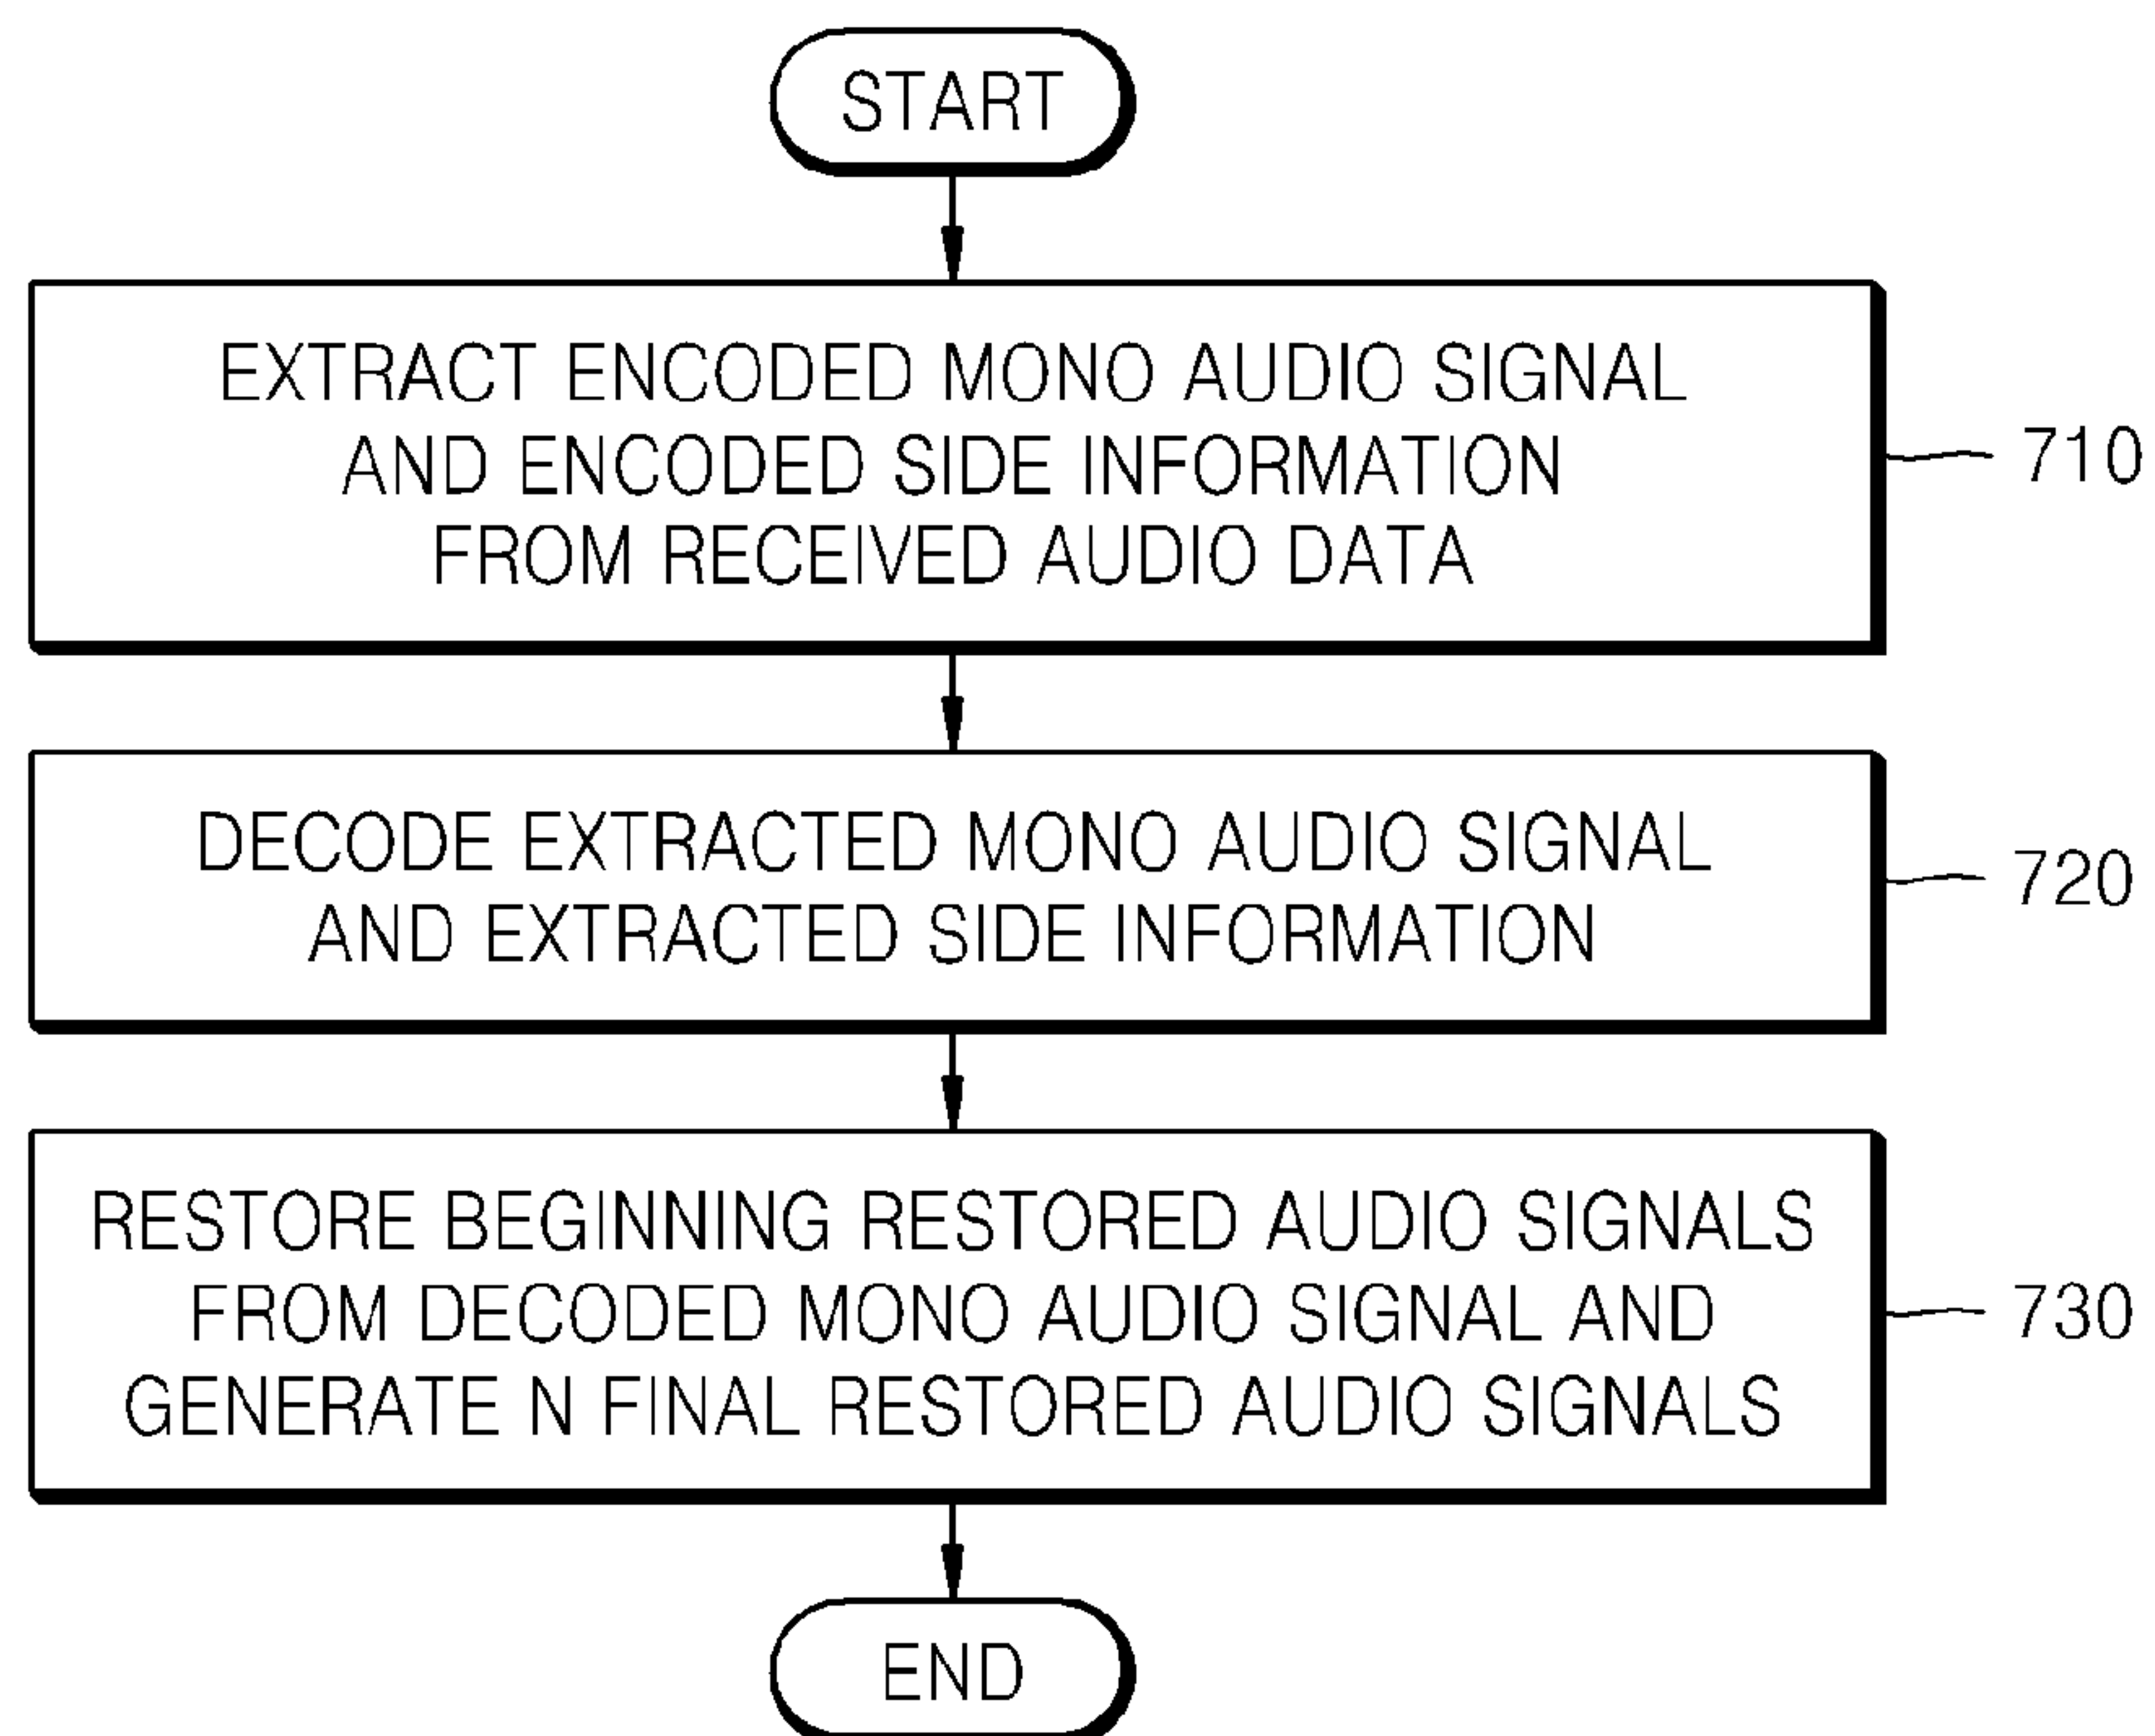 START
EXTRACT ENCODED MONO AUDIO SIGNAL
AND ENCODED SIDE INFORMATION
FROM RECEIVED AUDIO DATA
710
DECODE EXTRACTED MONO AUDIO SIGNAL
AND EXTRACTED SIDE INFORMATION
720
RESTORE BEGINNING RESTORED AUDIO SIGNALS
FROM DECODED MONO AUDIO SIGNAL AND
GENERATE N FINAL RESTORED AUDIO SIGNALS
730
END